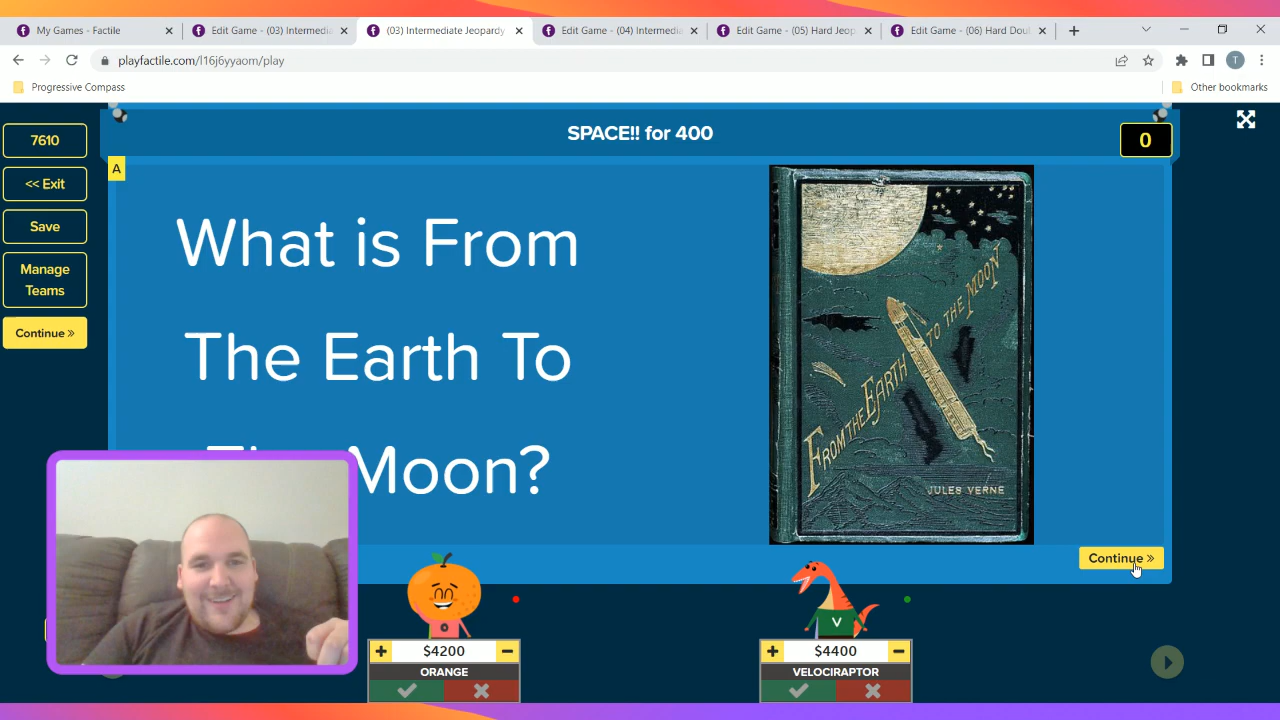 My Games - Factile
Edit Game - (03) Intermedia
(03) Intermediate Jeopardy
Edit Game - (04) Intermedia
Edit Game - (05) Hard Jeop
Edit Game - (06) Hard Doul
playfactile.com/l16j6yyaom/play
T
Progressive Compass
Other bookmarks
7610
<< Exit
Save
Manage
Teams
Continue »
SPACE!! for 400
0
A
What is From
The Earth To
Moon?
FROM THE EARTH TO THE MOON
JULES VERNE
Continue »
O
V
+ $4200 −
ORANGE
+ $4400 −
VELOCIRAPTOR